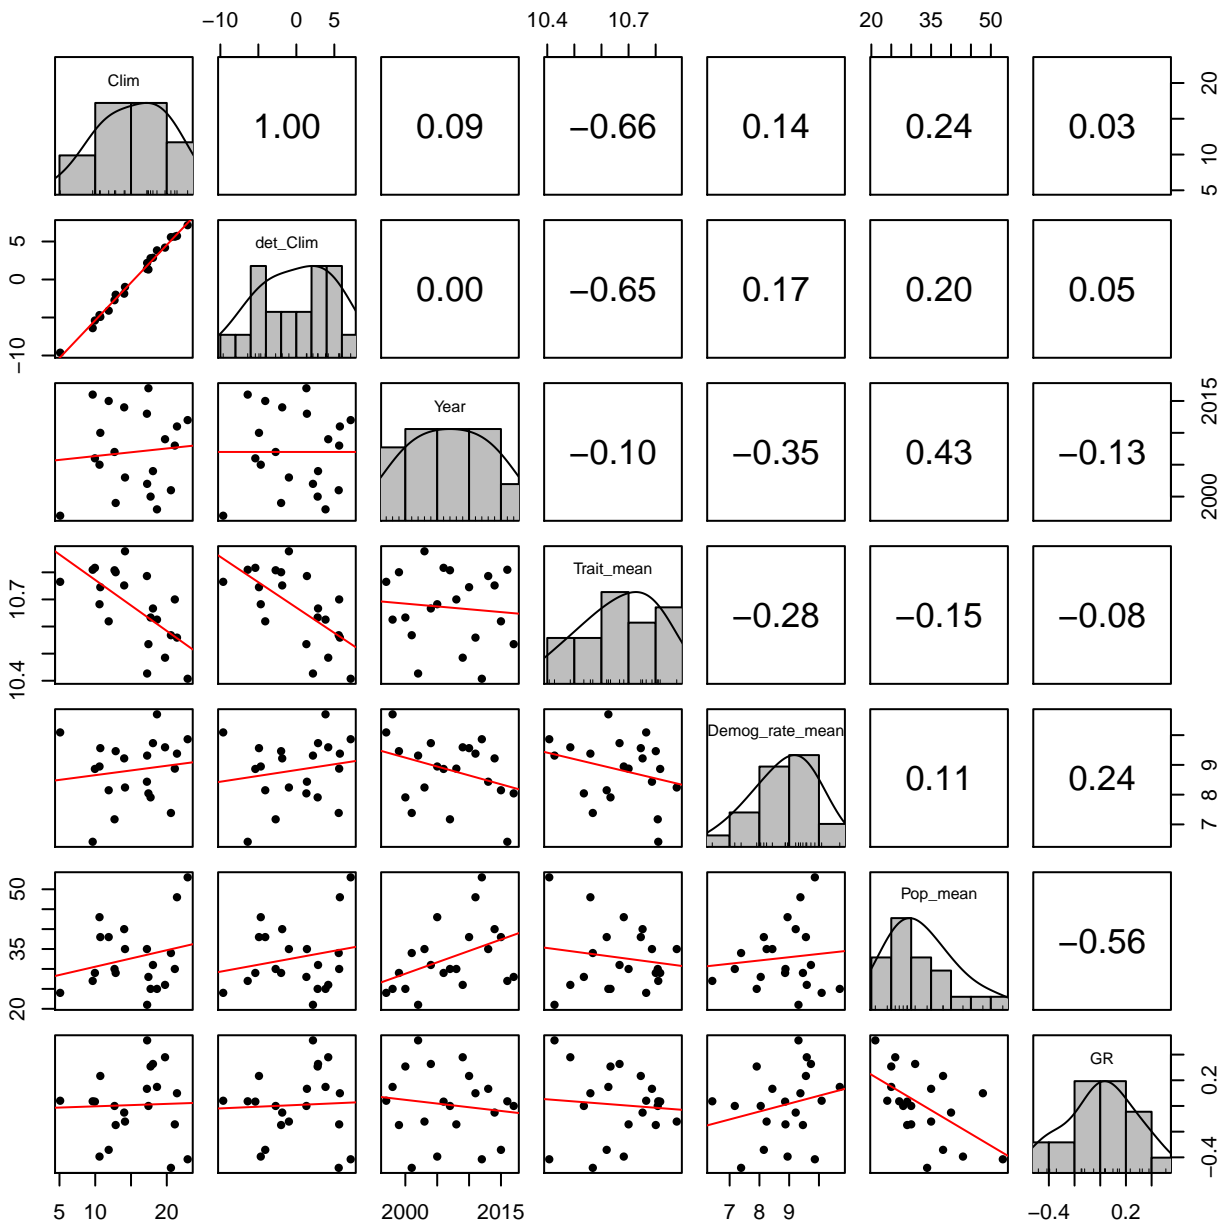 −10 0 5 10.4 10.7 20 35 50
Clim 1.00 0.09 −0.66 0.14 0.24 0.03 5 10 20
−10 0 5 det_Clim 0.00 −0.65 0.17 0.20 0.05
Year −0.10 −0.35 0.43 −0.13 2000 2015
10.4 10.7 Trait_mean −0.28 −0.15 −0.08
Demog_rate_mean 0.11 0.24 7 8 9
20 35 50 Pop_mean −0.56
GR −0.4 0.2
5 10 20 2000 2015 7 8 9 −0.4 0.2